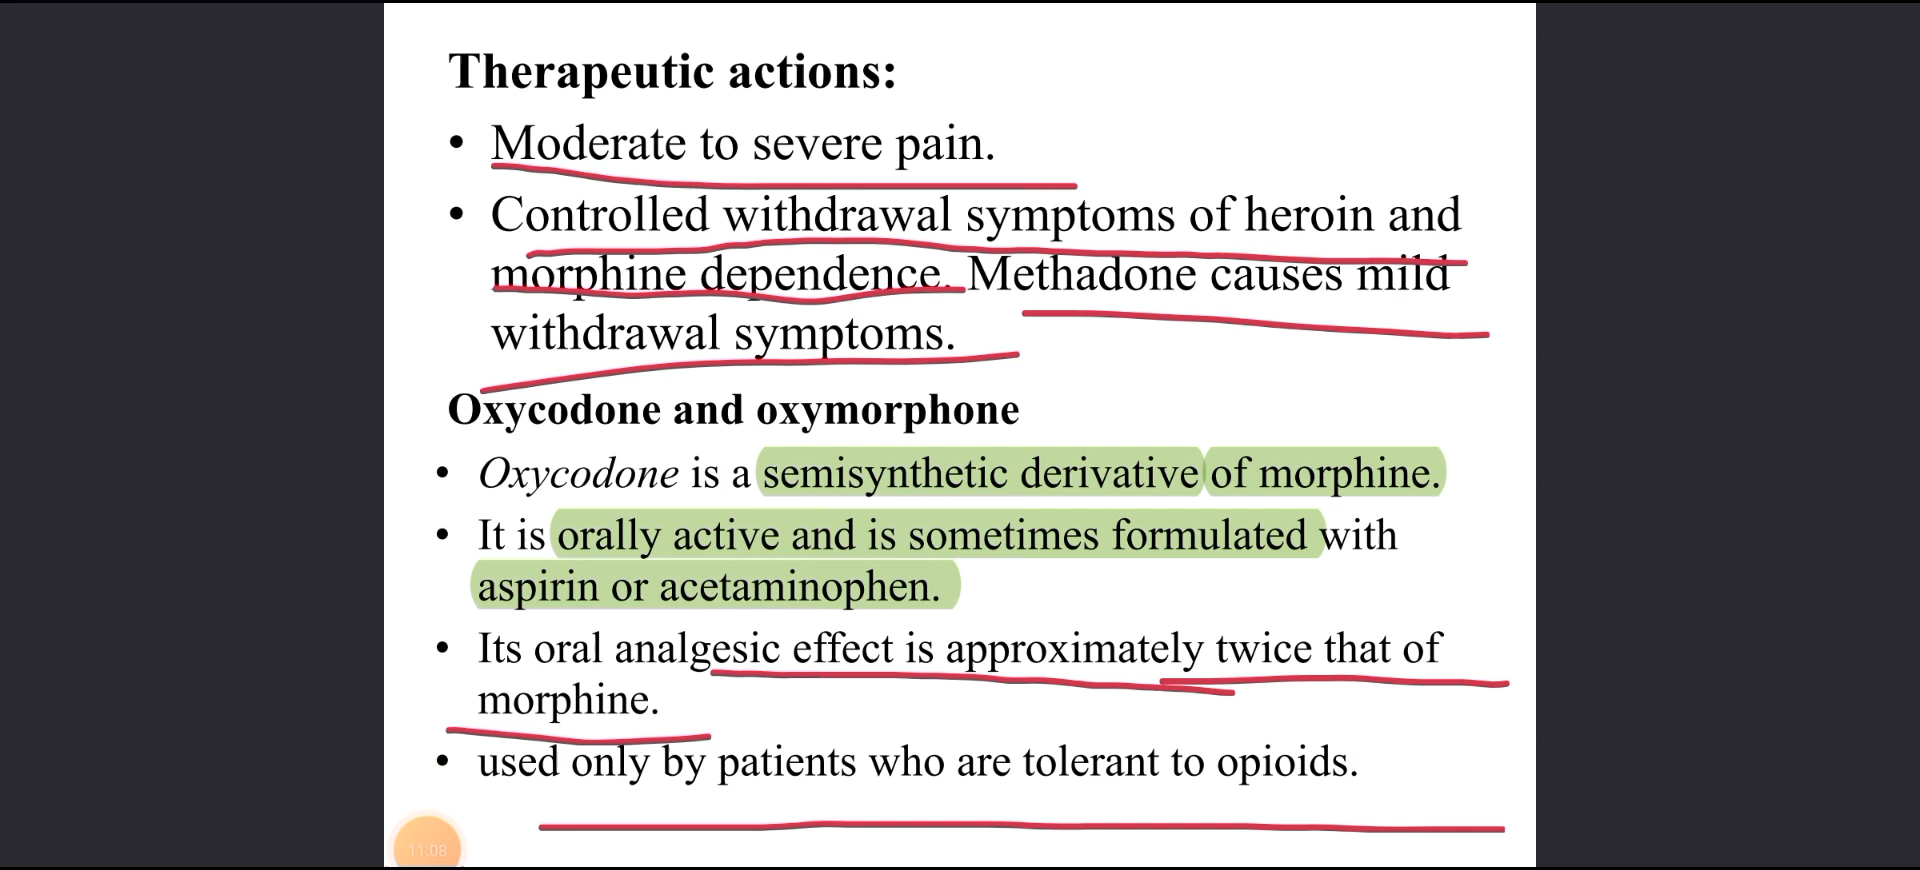 Therapeutic actions:
• Moderate to severe pain.
• Controlled withdrawal symptoms of heroin and
morphine dependence. Methadone causes mild
withdrawal symptoms.
Oxycodone and oxymorphone
• Oxycodone is a semisynthetic derivative of morphine.
• It is orally active and is sometimes formulated with
aspirin or acetaminophen.
• Its oral analgesic effect is approximately twice that of
morphine.
• used only by patients who are tolerant to opioids.
11:08